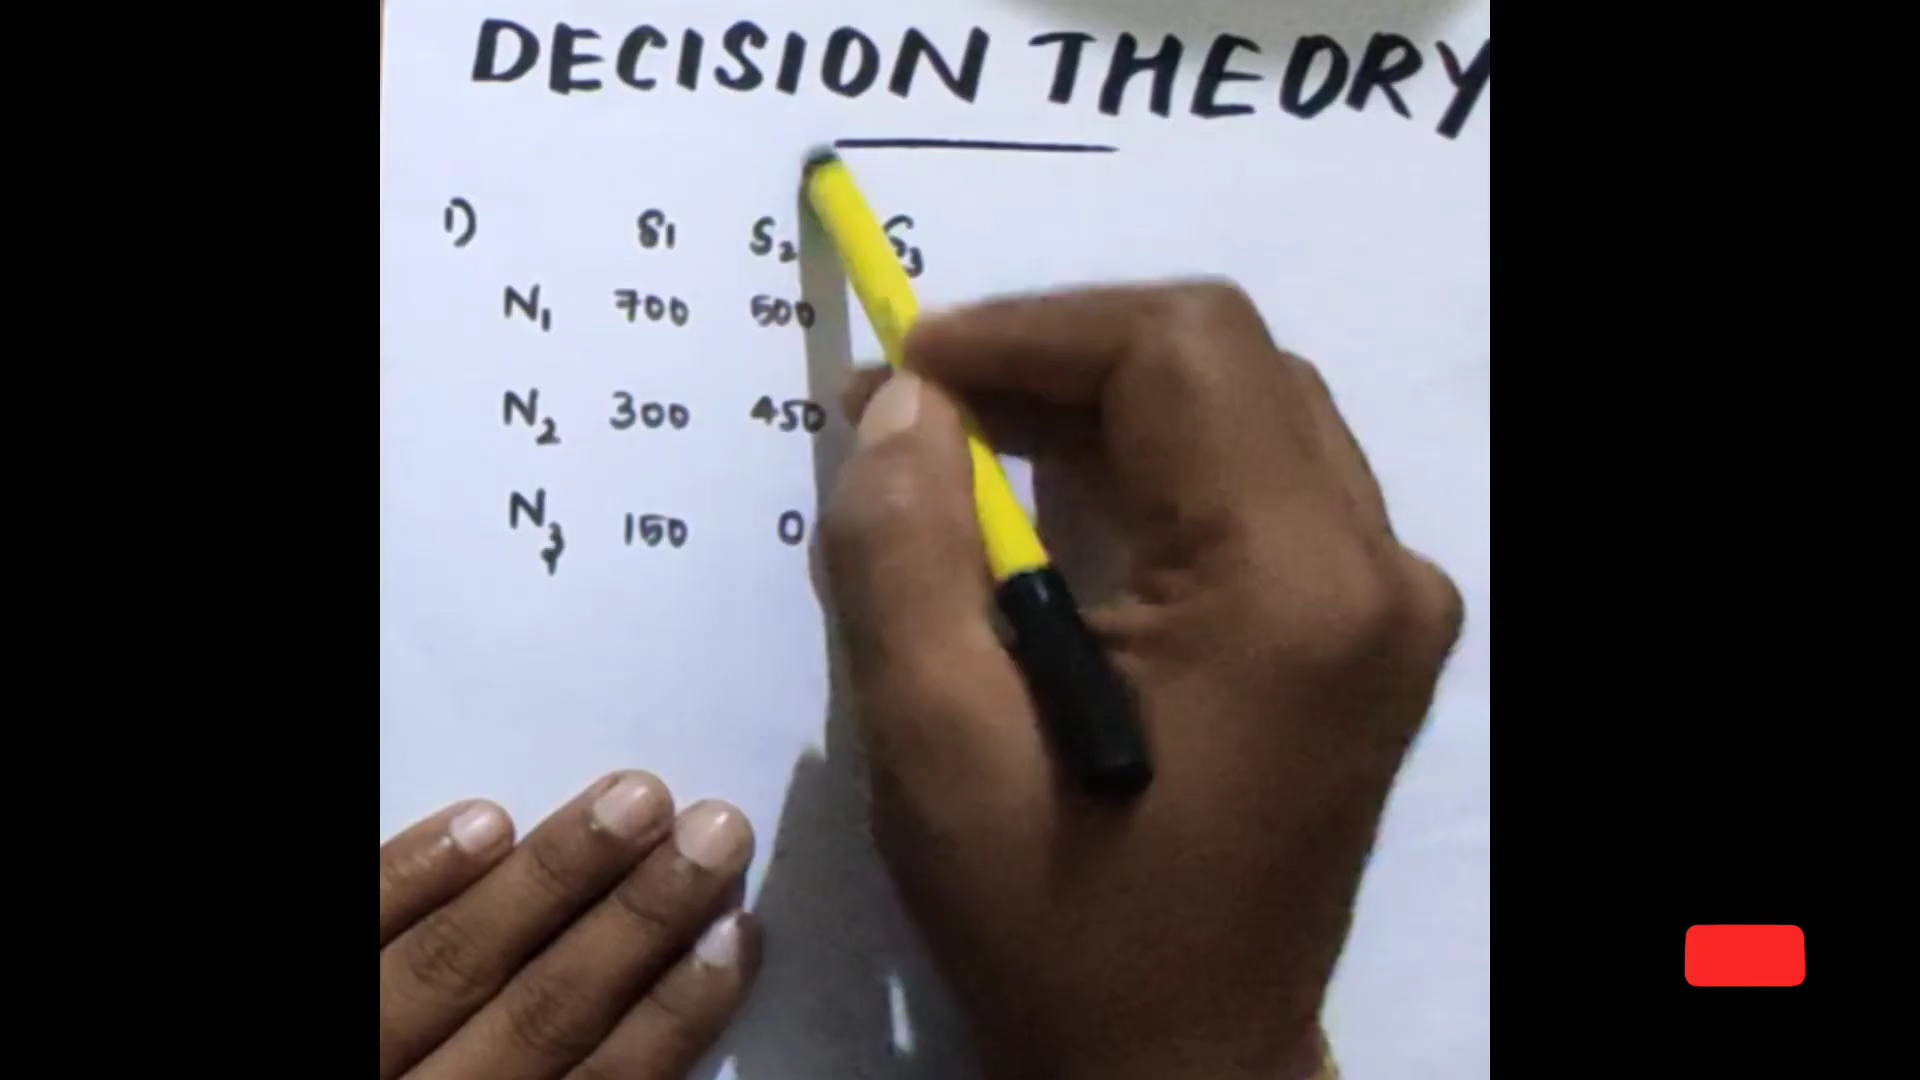 DECISION THEORY
1) S1 S2 S3
N1 700 500
N2 300 450
N3 150 0